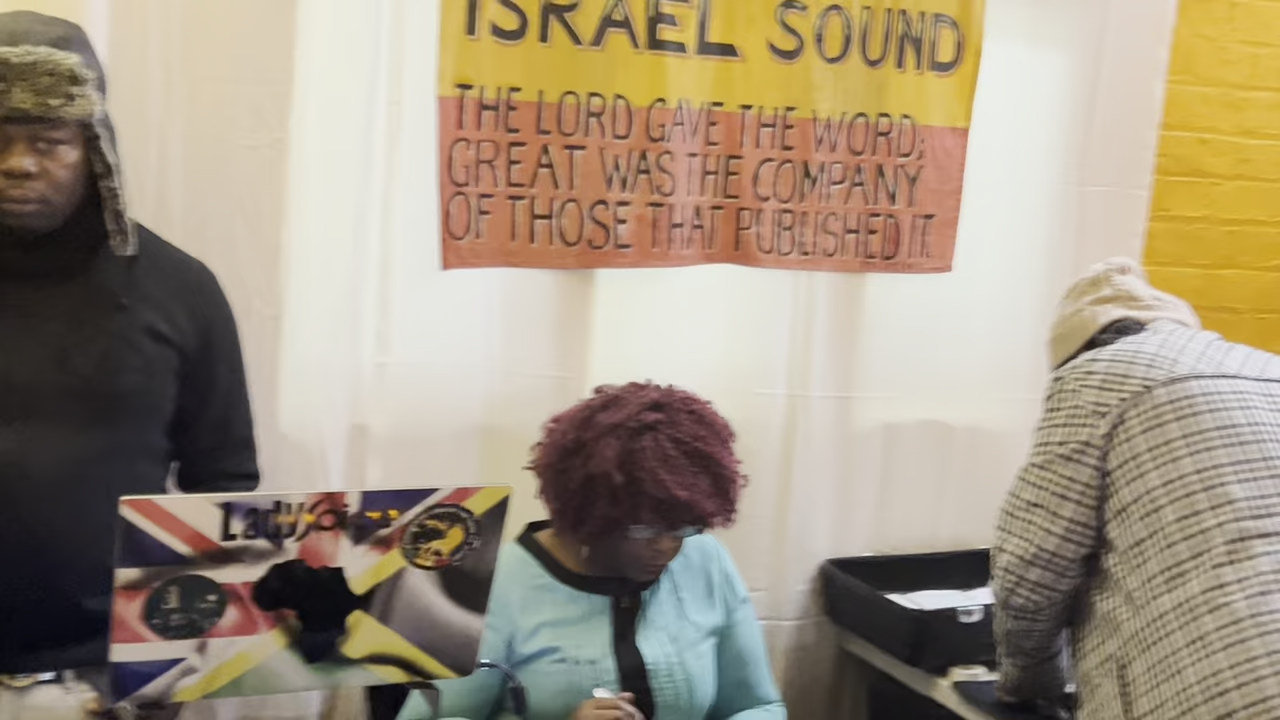 ISRAEL SOUND
THE LORD GAVE THE WORD:
GREAT WAS THE COMPANY
OF THOSE THAT PUBLISHED IT.